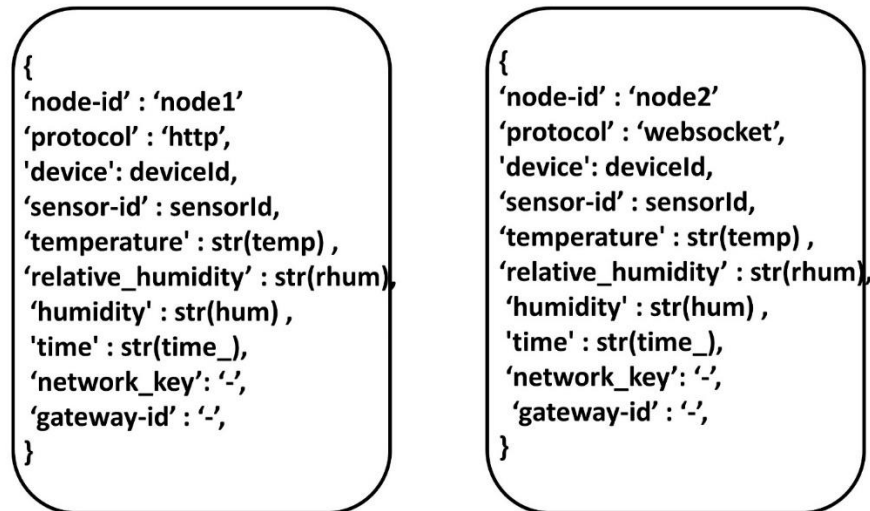 {
‘node-id’ : ‘node1’
‘protocol’ : ‘http’,
'device': deviceId,
‘sensor-id’ : sensorId,
‘temperature' : str(temp) ,
‘relative_humidity’ : str(rhum),
‘humidity' : str(hum) ,
'time' : str(time_),
‘network_key’: ‘-’,
‘gateway-id’ : ‘-’,
}
{
‘node-id’ : ‘node2’
‘protocol’ : ‘websocket’,
'device': deviceId,
‘sensor-id’ : sensorId,
‘temperature' : str(temp) ,
‘relative_humidity’ : str(rhum),
‘humidity' : str(hum) ,
'time' : str(time_),
‘network_key’: ‘-’,
‘gateway-id’ : ‘-’,
}